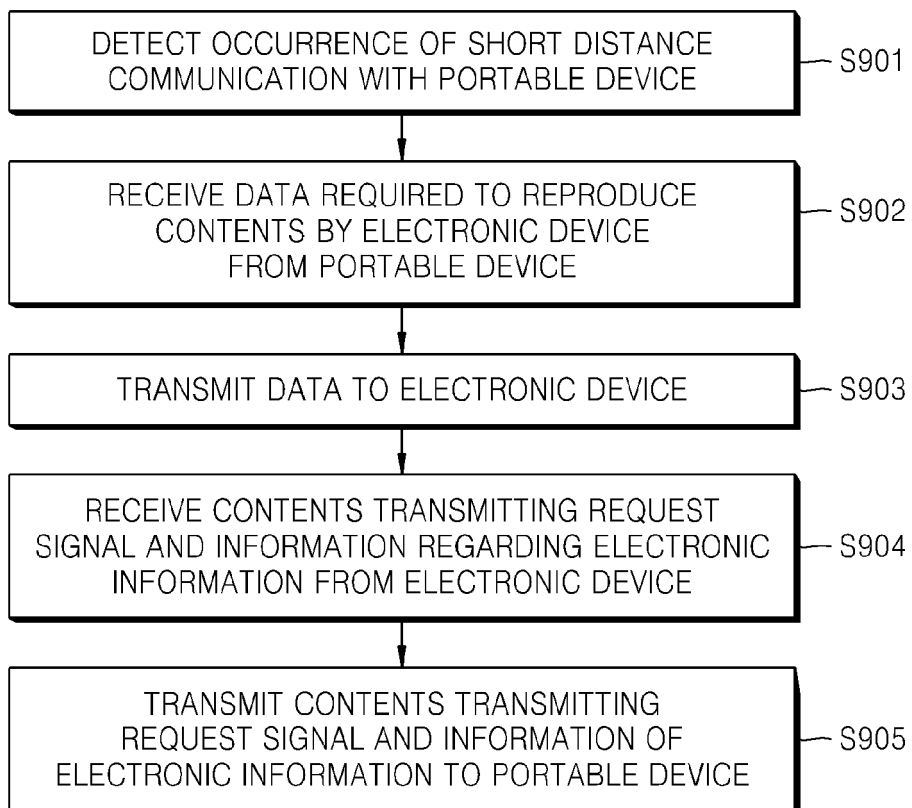 DETECT OCCURRENCE OF SHORT DISTANCE
COMMUNICATION WITH PORTABLE DEVICE
S901
RECEIVE DATA REQUIRED TO REPRODUCE
CONTENTS BY ELECTRONIC DEVICE
FROM PORTABLE DEVICE
S902
TRANSMIT DATA TO ELECTRONIC DEVICE
S903
RECEIVE CONTENTS TRANSMITTING REQUEST
SIGNAL AND INFORMATION REGARDING ELECTRONIC
INFORMATION FROM ELECTRONIC DEVICE
S904
TRANSMIT CONTENTS TRANSMITTING
REQUEST SIGNAL AND INFORMATION OF
ELECTRONIC INFORMATION TO PORTABLE DEVICE
S905